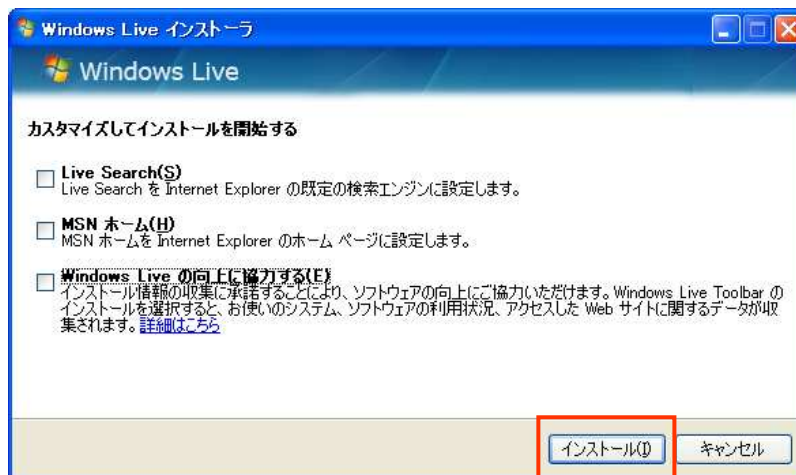 Windows Live インストーラ
Windows Live
カスタマイズしてインストールを開始する
Live Search(S)
Live Search を Internet Explorer の既定の検索エンジンに設定します。
MSN ホーム(H)
MSN ホームを Internet Explorer のホーム ページに設定します。
Windows Live の向上に協力する(E)
インストール情報の収集に承諾することにより、ソフトウェアの向上にご協力いただけます。Windows Live Toolbar の
インストールを選択すると、お使いのシステム、ソフトウェアの利用状況、アクセスした Web サイトに関するデータが収
集されます。詳細はこちら
インストール(I) キャンセル